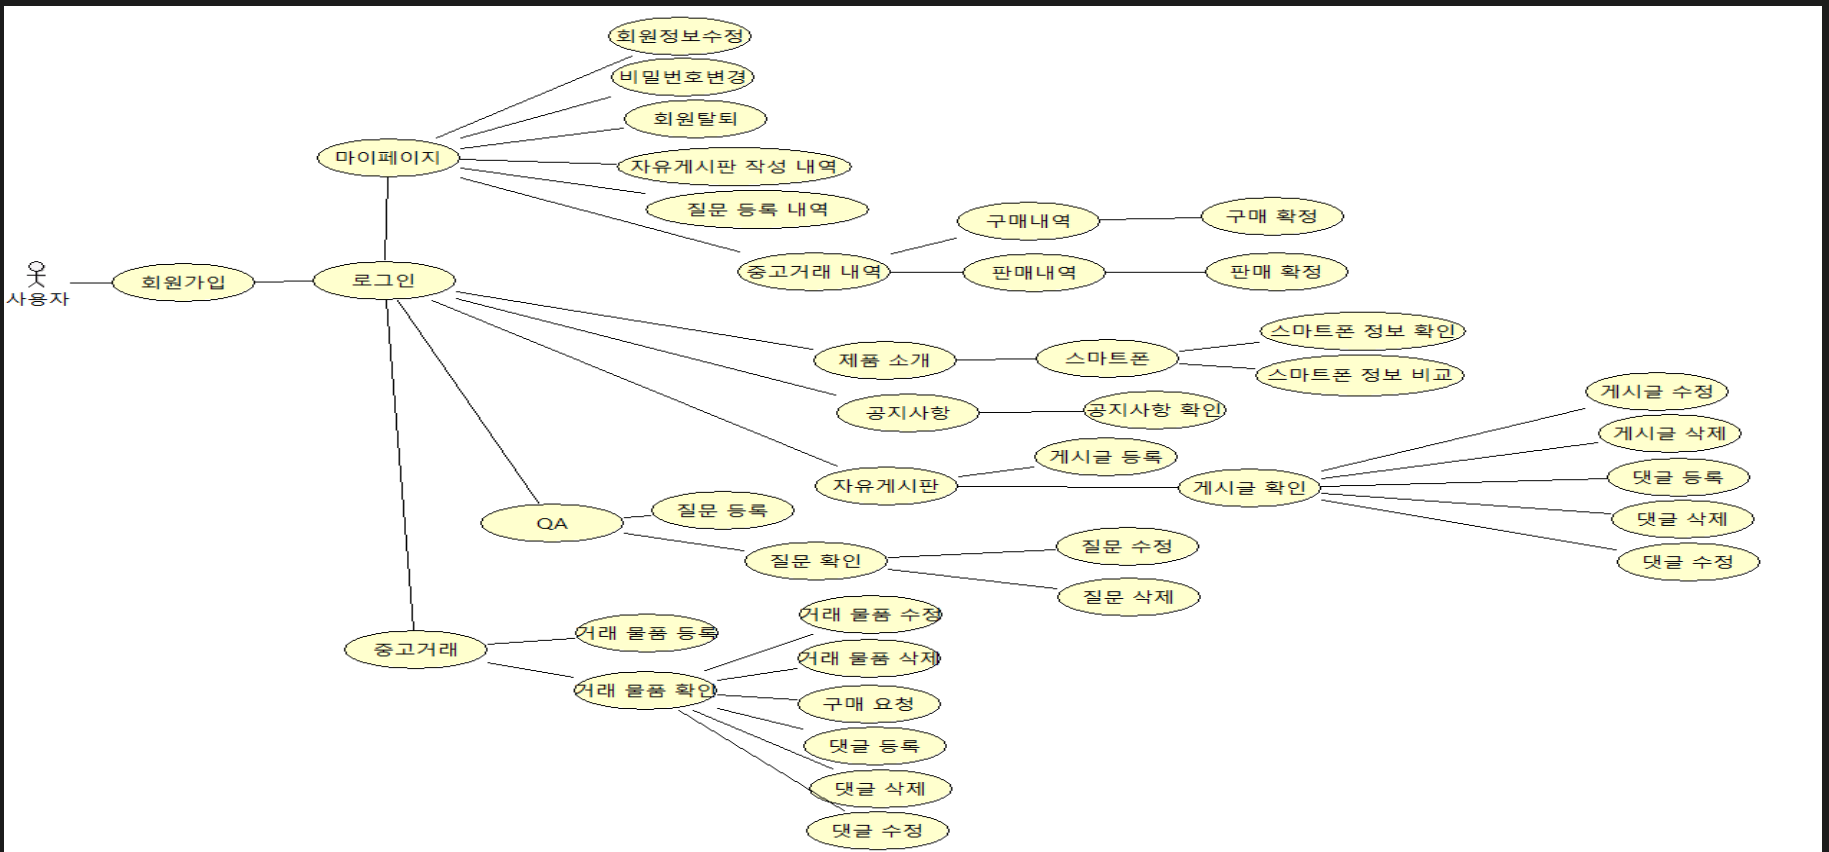 회원정보수정
비밀번호변경
회원탈퇴
마이페이지
자유게시판 작성 내역
질문 등록 내역
중고거래 내역
구매내역
구매 확정
판매내역
판매 확정
사용자
회원가입
로그인
제품 소개
스마트폰
스마트폰 정보 확인
스마트폰 정보 비교
공지사항
공지사항 확인
자유게시판
게시글 등록
게시글 확인
게시글 수정
게시글 삭제
댓글 등록
댓글 삭제
댓글 수정
QA
질문 등록
질문 확인
질문 수정
질문 삭제
중고거래
거래 물품 등록
거래 물품 확인
거래 물품 수정
거래 물품 삭제
구매 요청
댓글 등록
댓글 삭제
댓글 수정